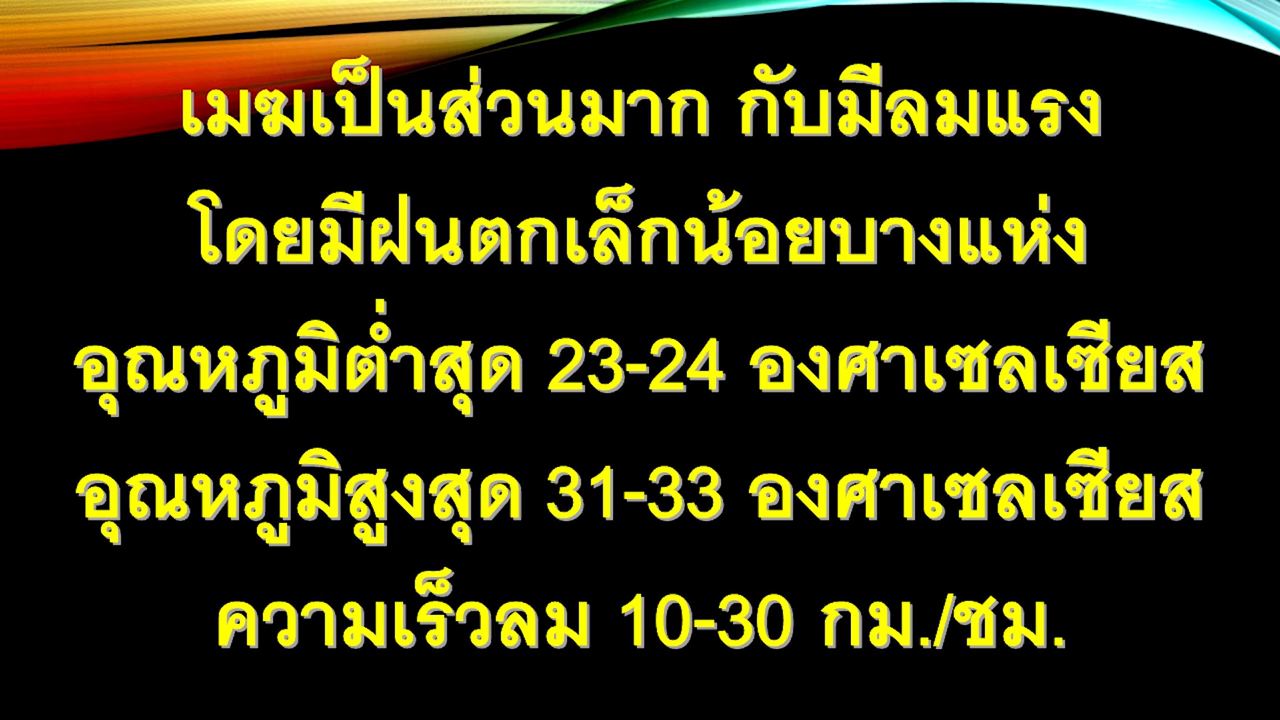 เมฆเป็นส่วนมาก กับมีลมแรง
โดยมีฝนตกเล็กน้อยบางแห่ง
อุณหภูมิต่ำสุด 23-24 องศาเซลเซียส
อุณหภูมิสูงสุด 31-33 องศาเซลเซียส
ความเร็วลม 10-30 กม./ชม.